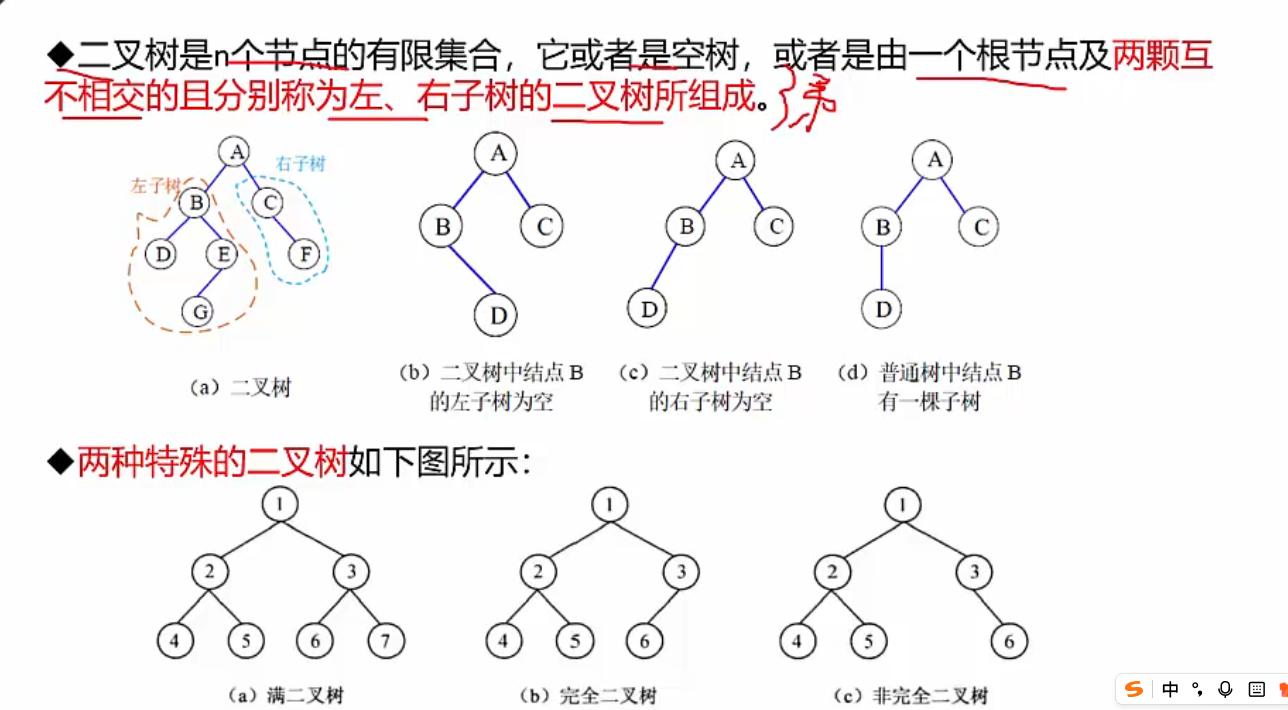 ◆二叉树是n个节点的有限集合，它或者是空树，或者是由一个根节点及两颗互
不相交的且分别称为左、右子树的二叉树所组成。
A
右子树
左子树
B
C
D
E
F
G
(a) 二叉树
A
B
C
D
(b) 二叉树中结点 B
的左子树为空
A
B
C
D
(c) 二叉树中结点 B
的右子树为空
A
B
C
D
(d) 普通树中结点 B
有一棵子树
◆两种特殊的二叉树如下图所示：
1
2
3
4
5
6
7
(a) 满二叉树
1
2
3
4
5
6
(b) 完全二叉树
1
2
3
4
5
6
(c) 非完全二叉树
S 中